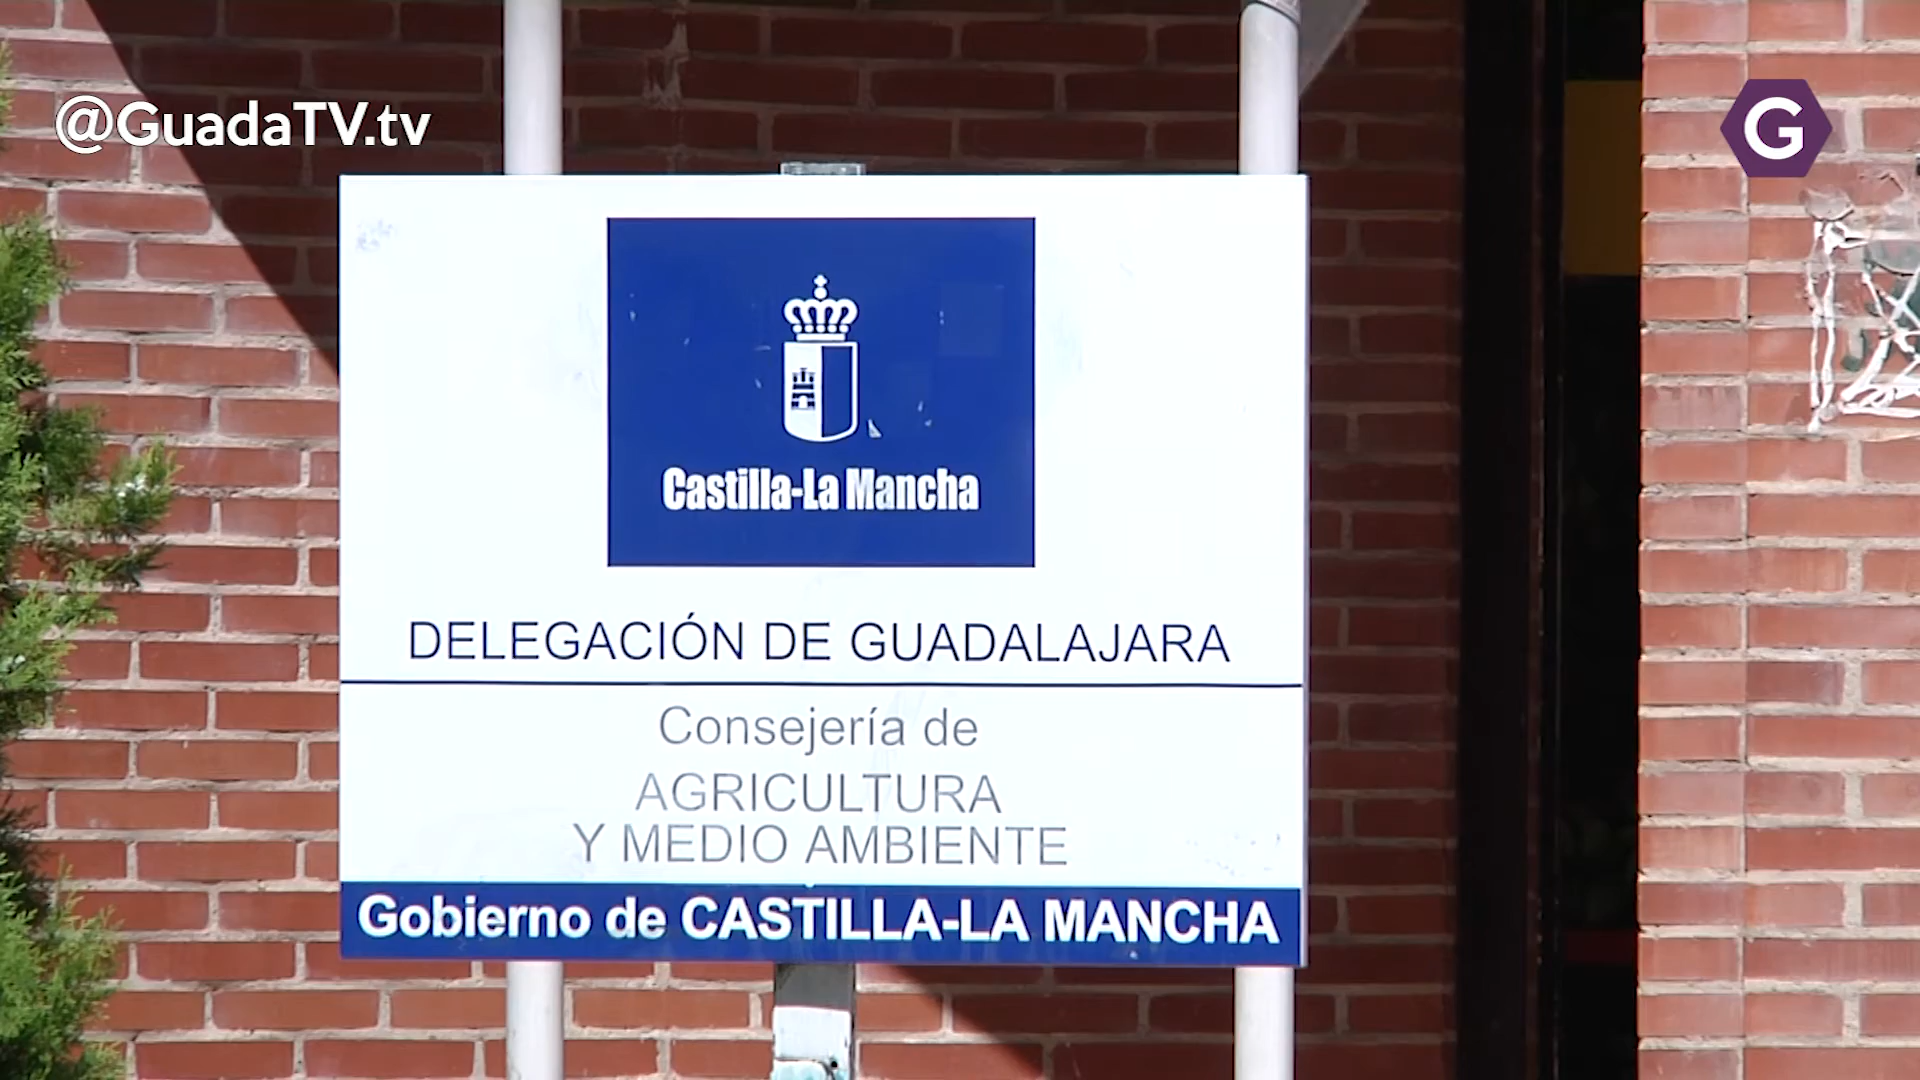 @GuadaTV.tv
G
Castilla-La Mancha
DELEGACIÓN DE GUADALAJARA
Consejería de
AGRICULTURA
Y MEDIO AMBIENTE
Gobierno de CASTILLA-LA MANCHA